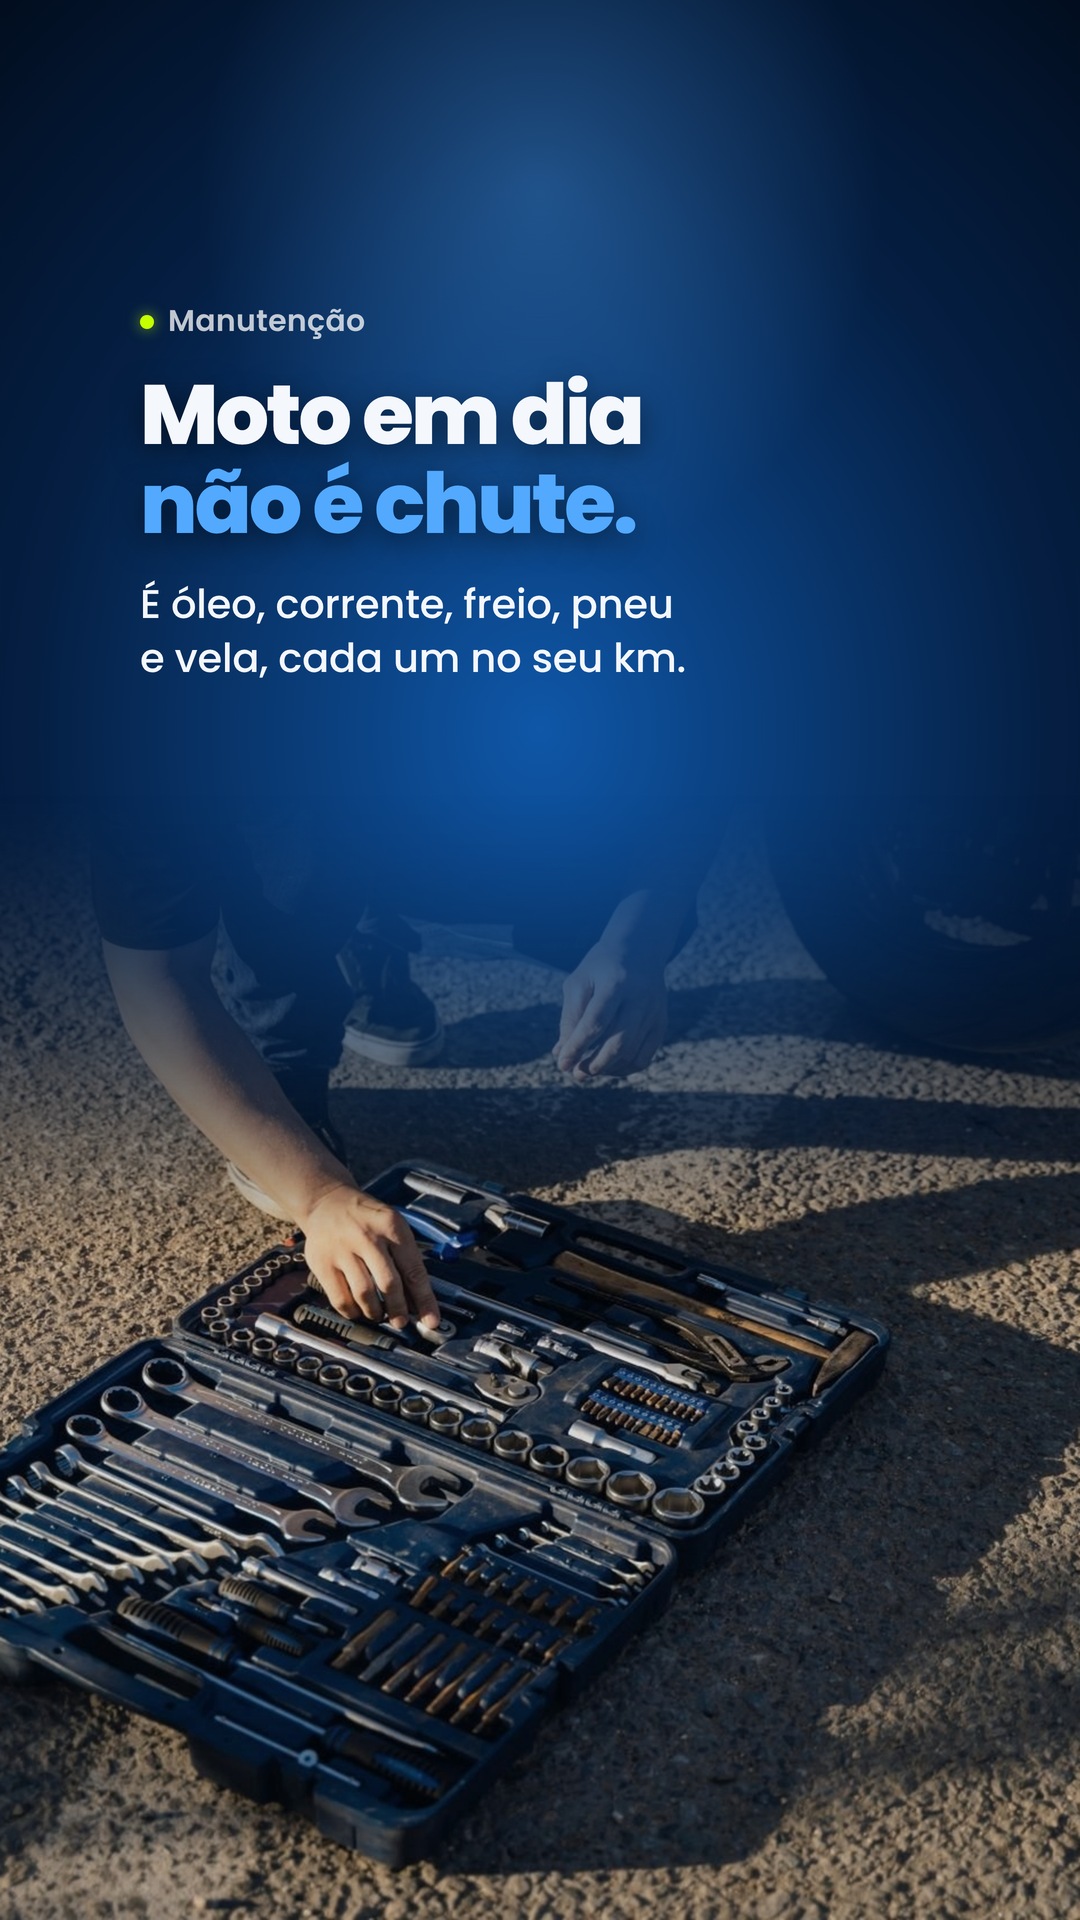 Manutenção
Moto em dia
não é chute.
É óleo, corrente, freio, pneu
e vela, cada um no seu km.